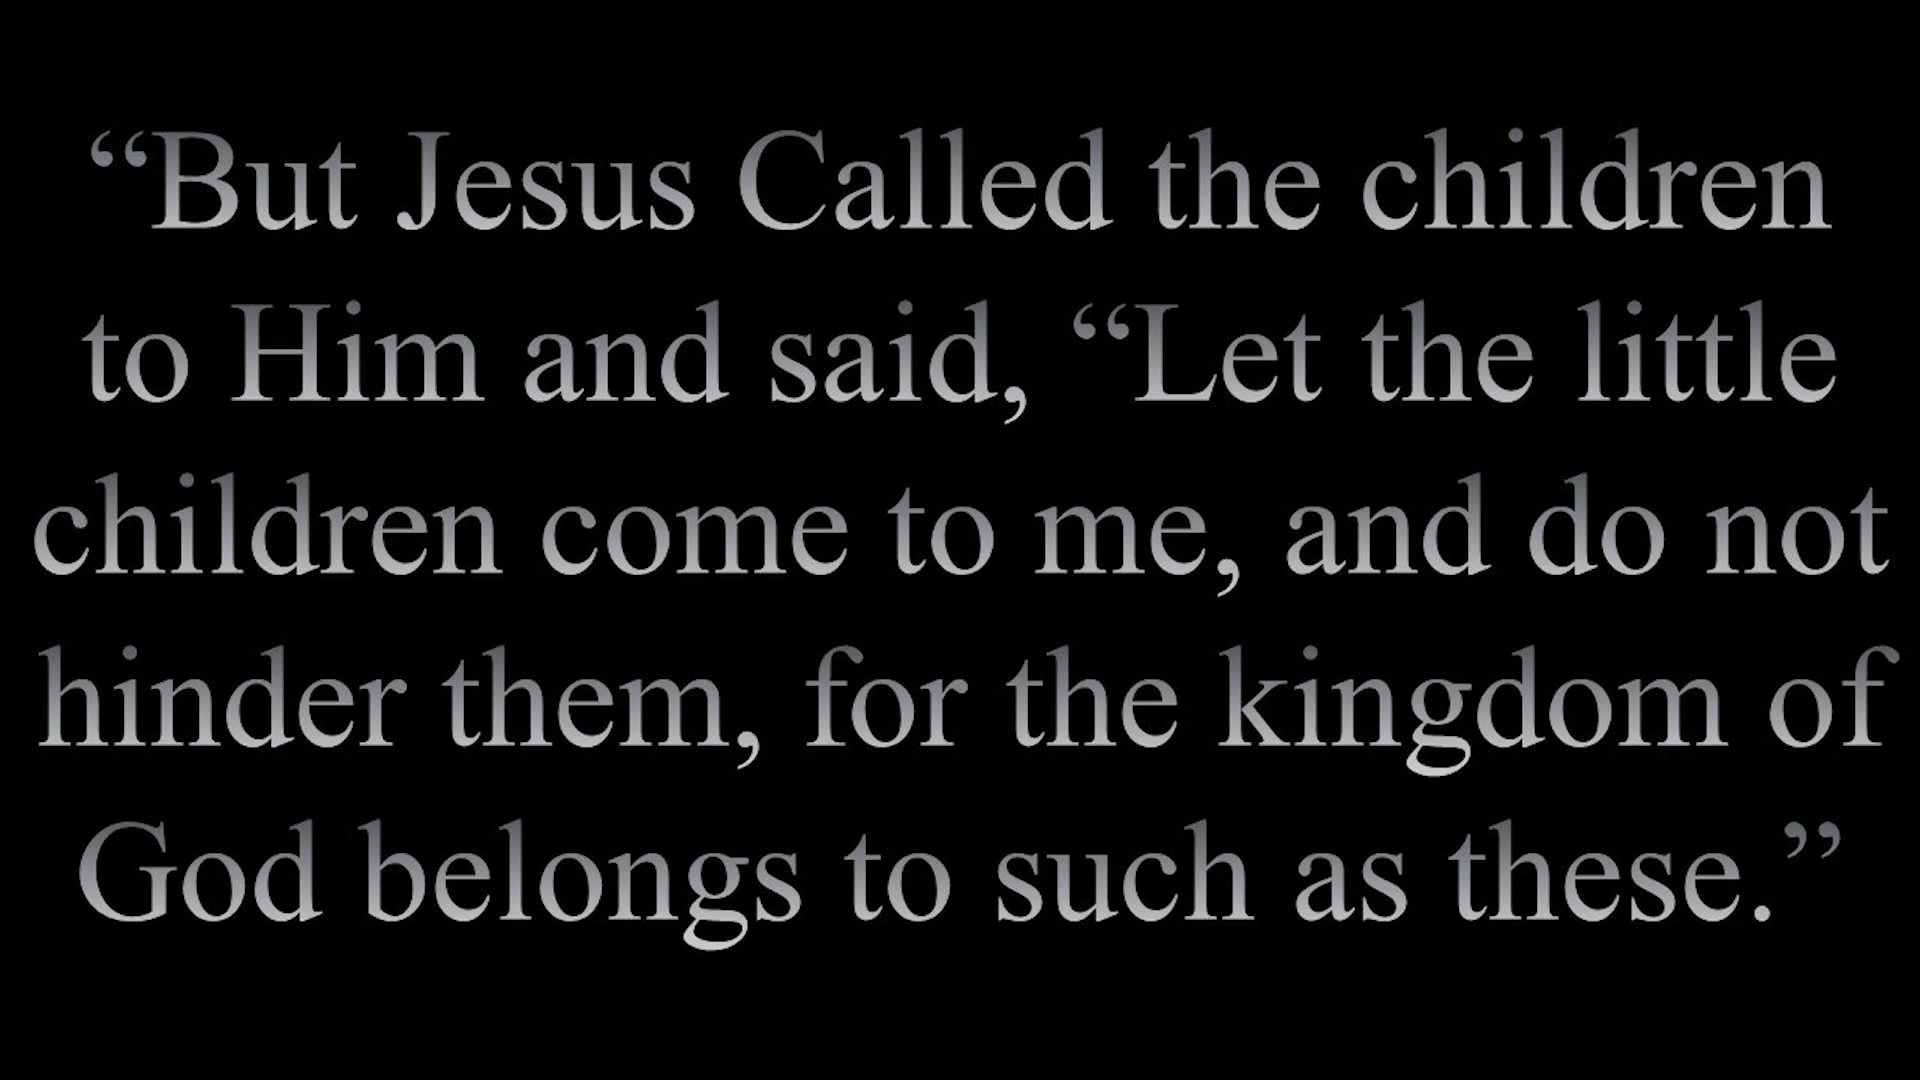 “But Jesus Called the children
to Him and said, “Let the little
children come to me, and do not
hinder them, for the kingdom of
God belongs to such as these.”